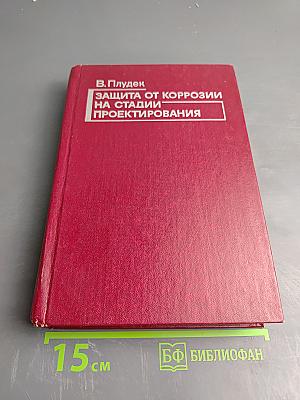 В. Плудек
ЗАЩИТА ОТ КОРРОЗИИ
НА СТАДИИ
ПРОЕКТИРОВАНИЯ
15 см
БФ БИБЛИОФАН